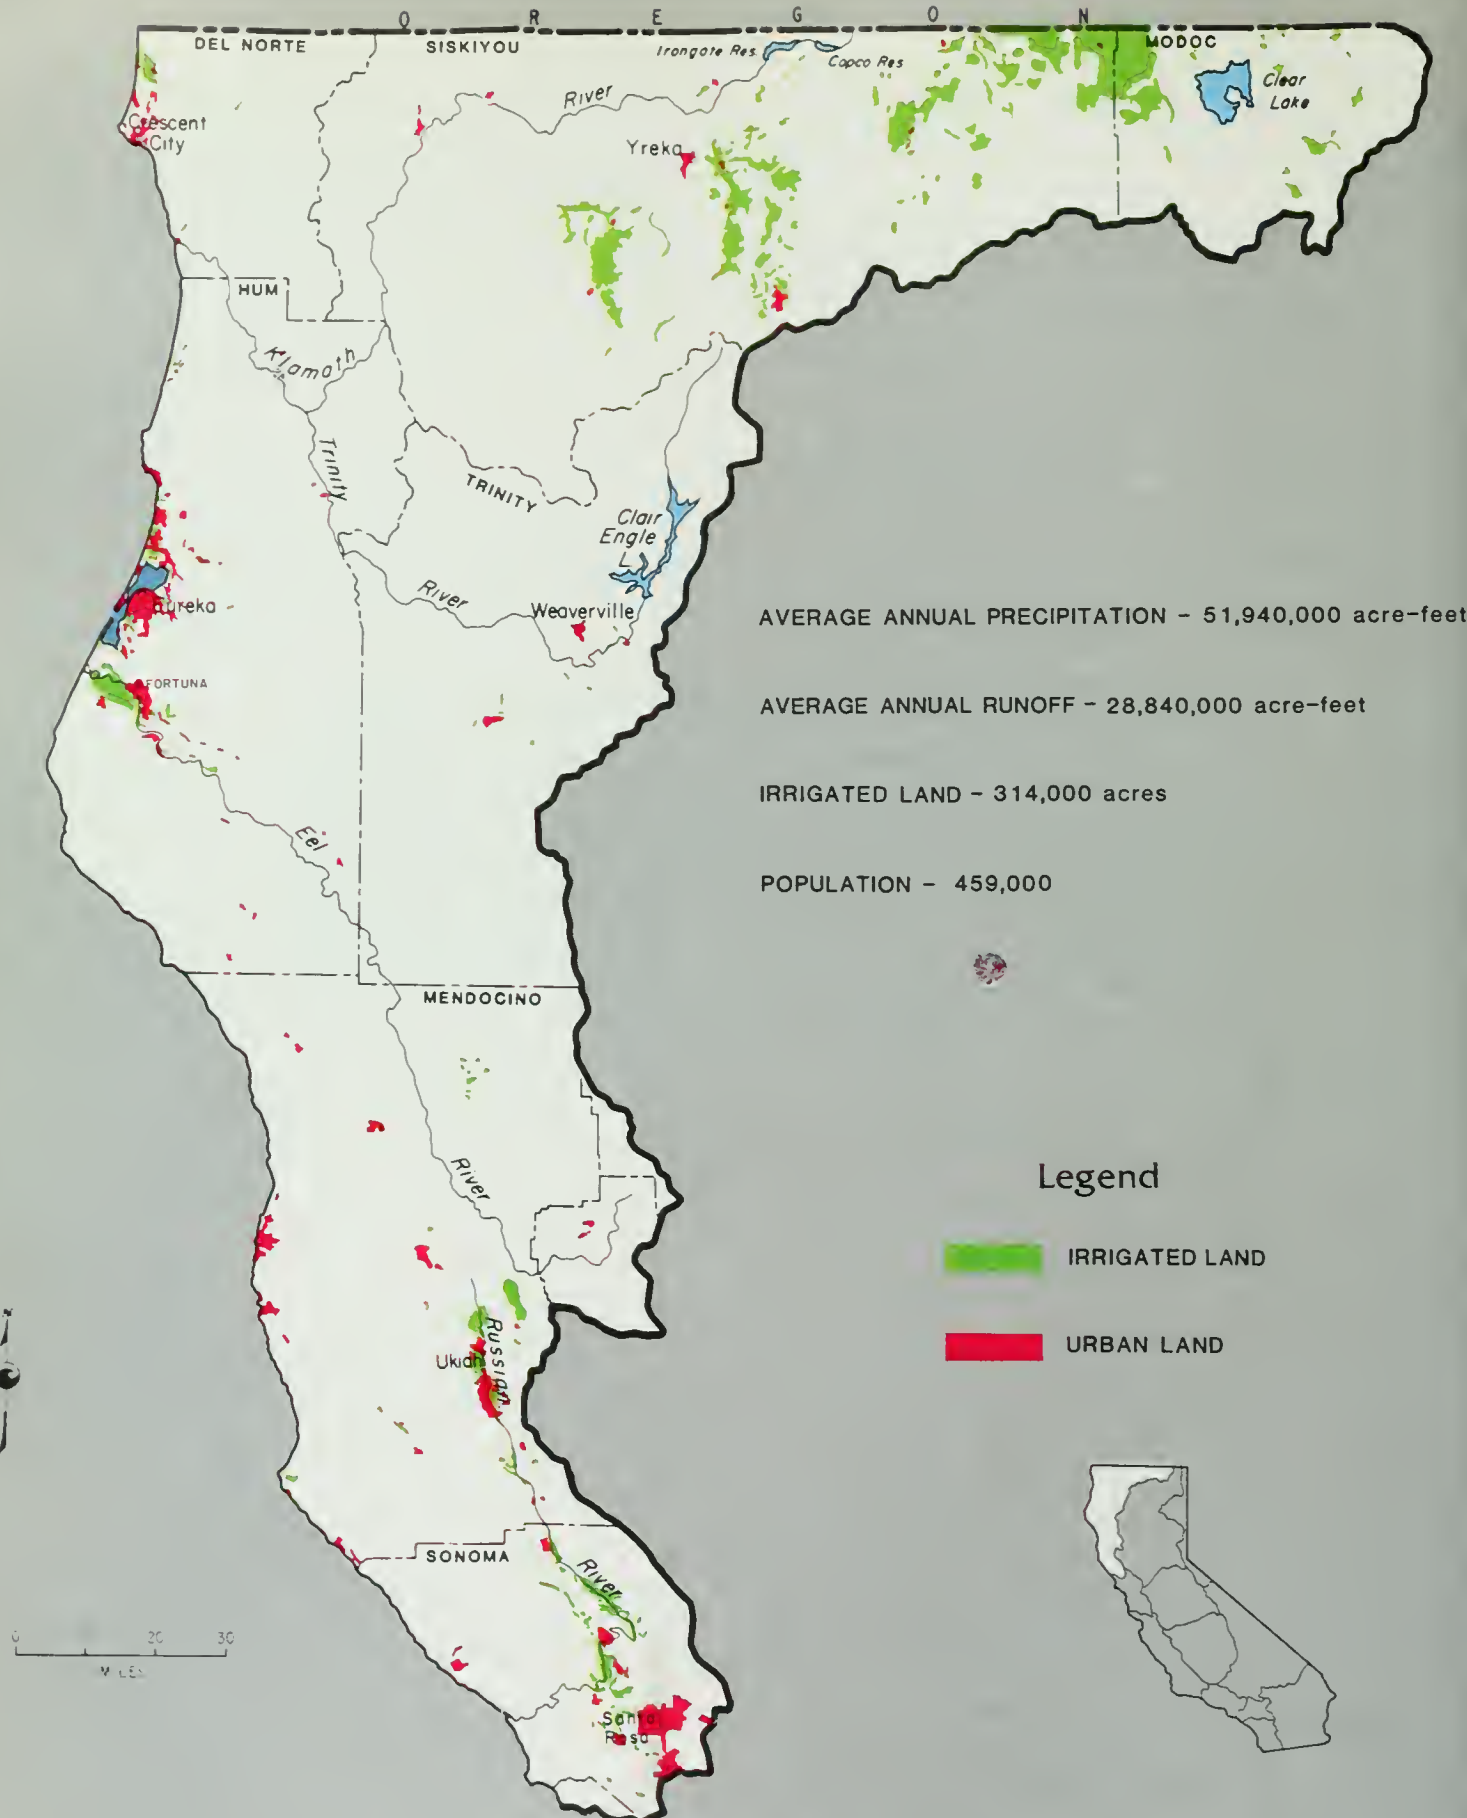 O R E G O N
DEL NORTE
SISKIYOU
Irongate Res.
Copco Res
MODOC
Clear
Lake
River
Crescent
City
Yreka
HUM
Klamath
Trinity
TRINITY
Clair
Engle
L
River
Weaverville
Eureka
FORTUNA
AVERAGE ANNUAL PRECIPITATION - 51,940,000 acre-feet
AVERAGE ANNUAL RUNOFF - 28,840,000 acre-feet
IRRIGATED LAND - 314,000 acres
POPULATION - 459,000
Eel
MENDOCINO
River
Legend
IRRIGATED LAND
URBAN LAND
Russian
Ukiah
SONOMA
River
0 20 30
MILES
Santa
Rosa